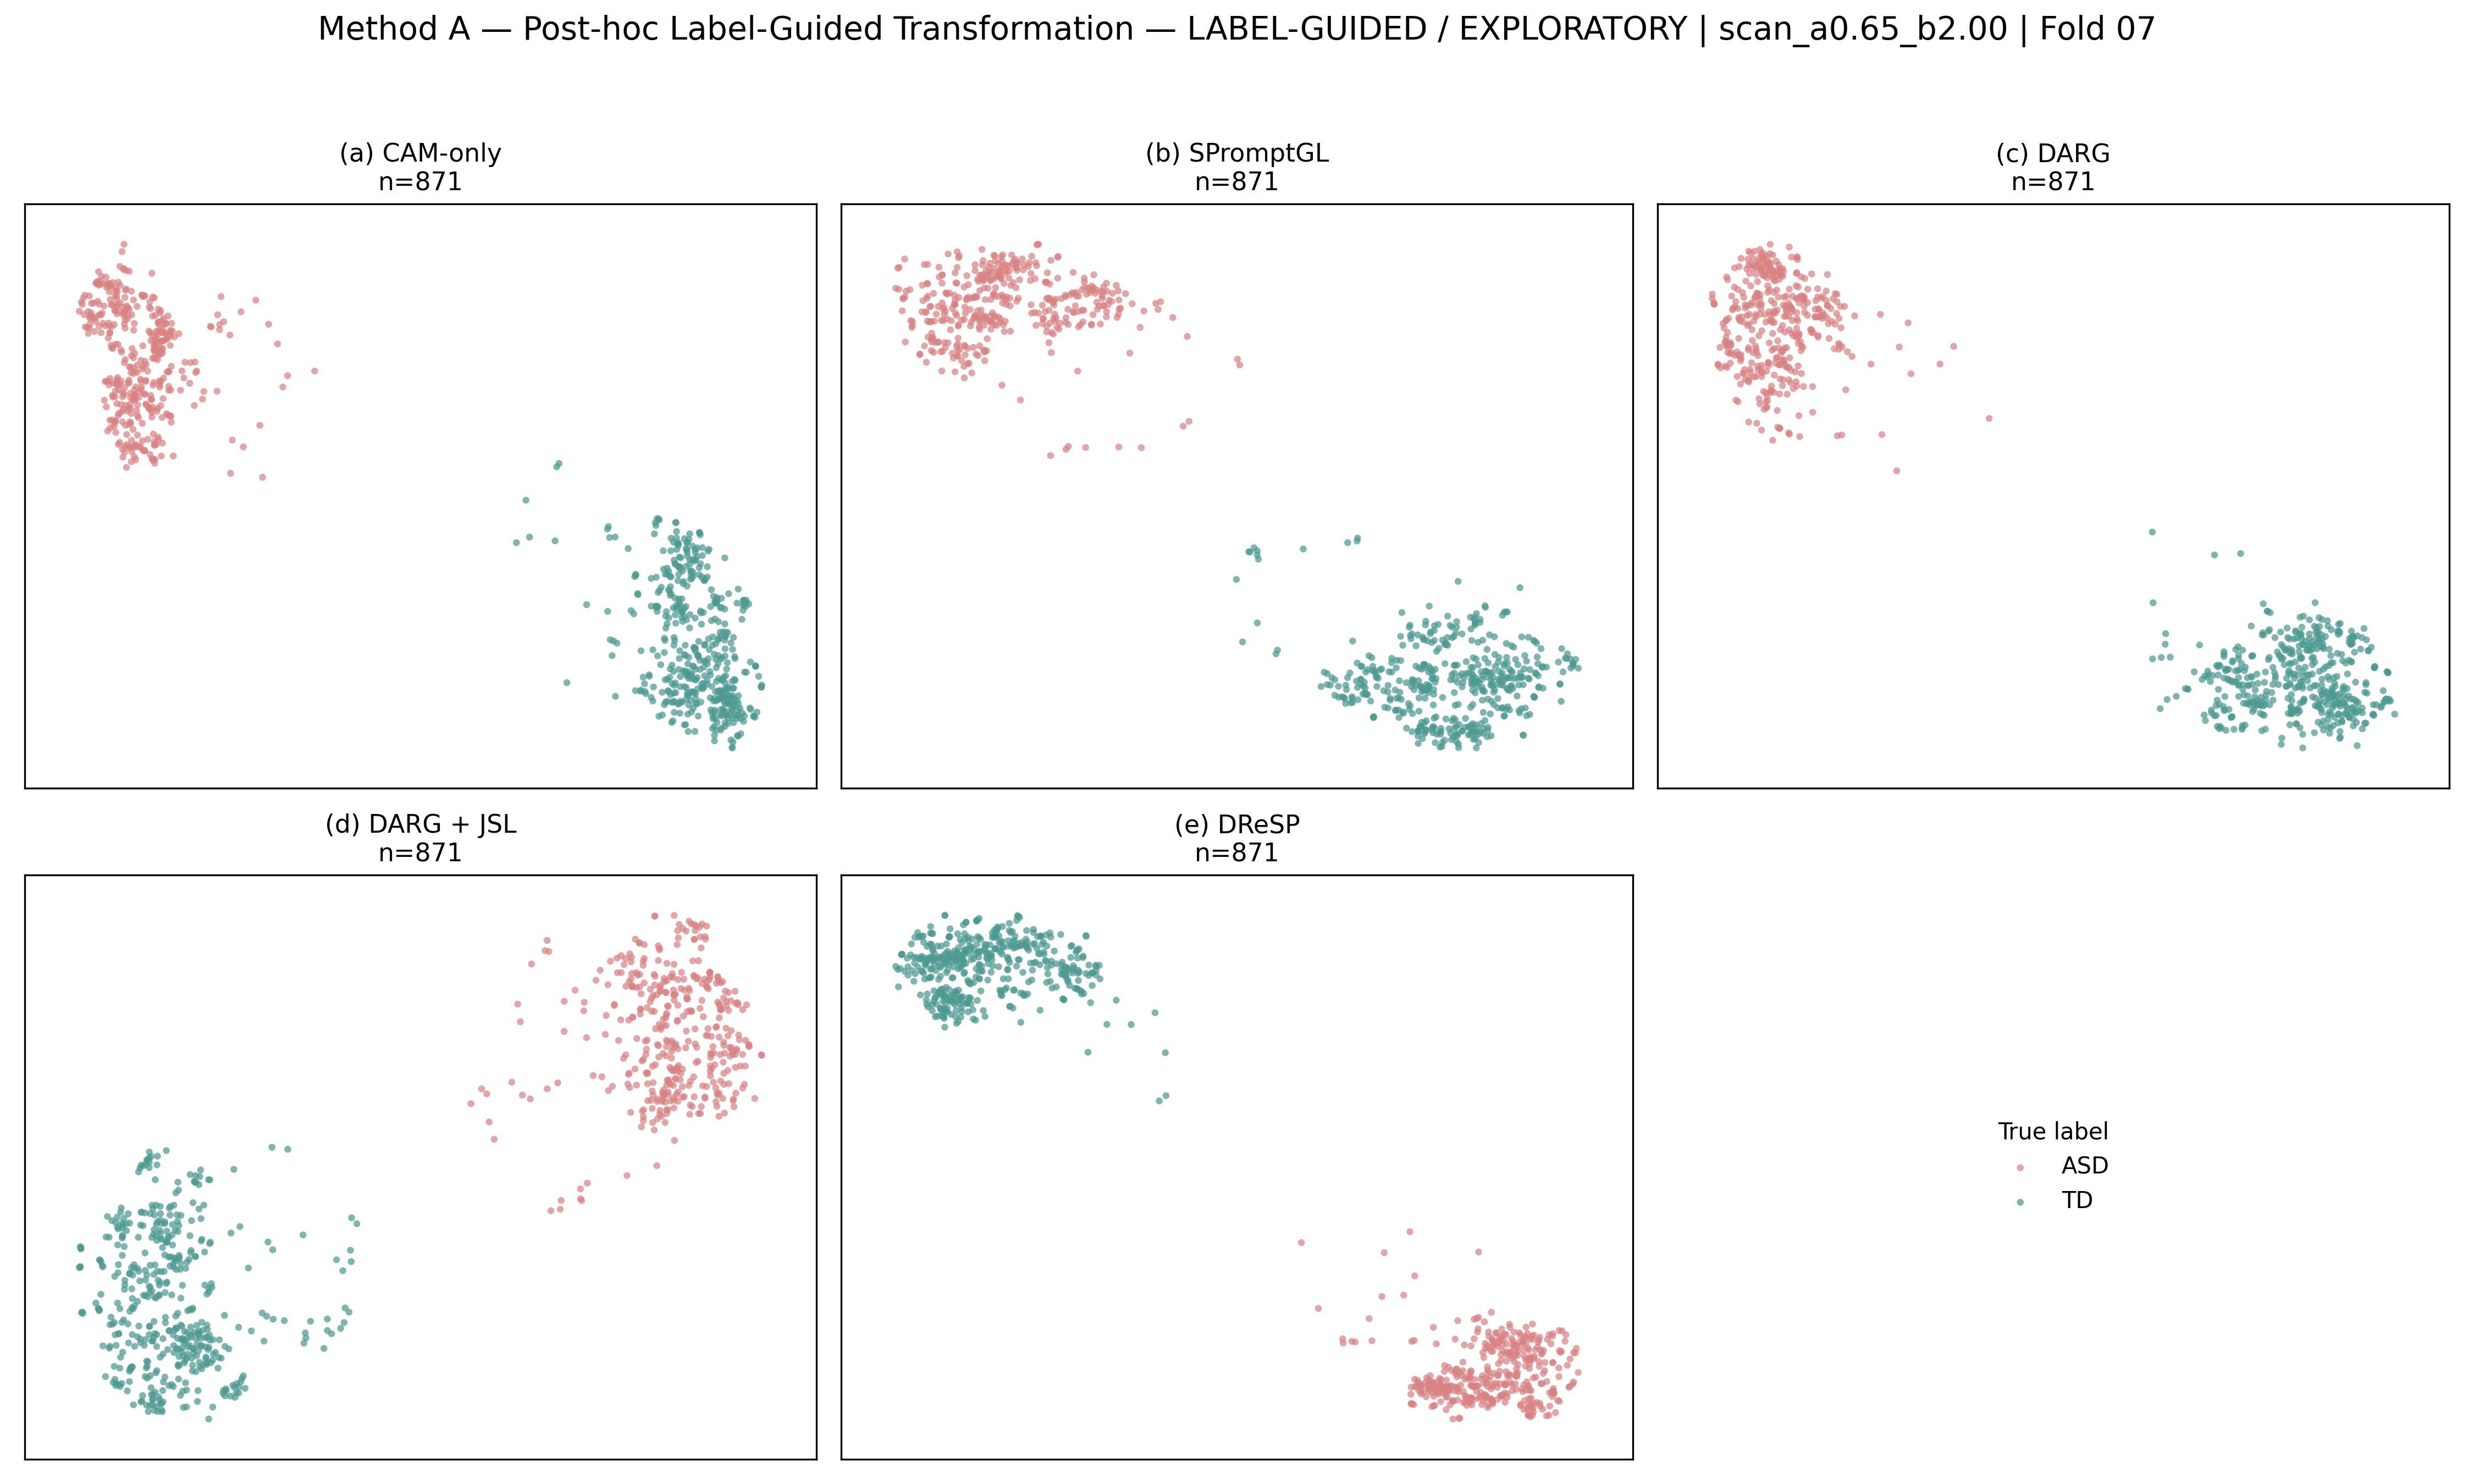 Method A — Post-hoc Label-Guided Transformation — LABEL-GUIDED / EXPLORATORY | scan_a0.65_b2.00 | Fold 07
(a) CAM-only
n=871
(b) SPromptGL
n=871
(c) DARG
n=871
(d) DARG + JSL
n=871
(e) DReSP
n=871
True label
ASD
TD